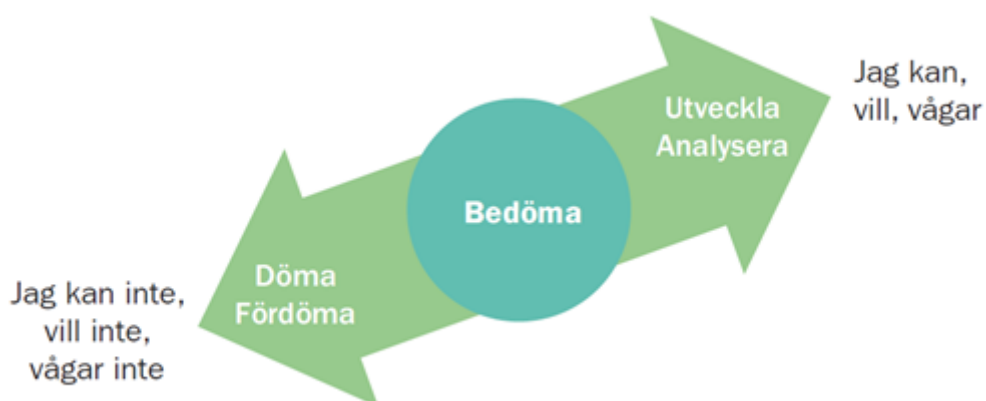 Jag kan,
vill, vågar
Utveckla
Analysera
Bedöma
Döma
Fördöma
Jag kan inte,
vill inte,
vågar inte